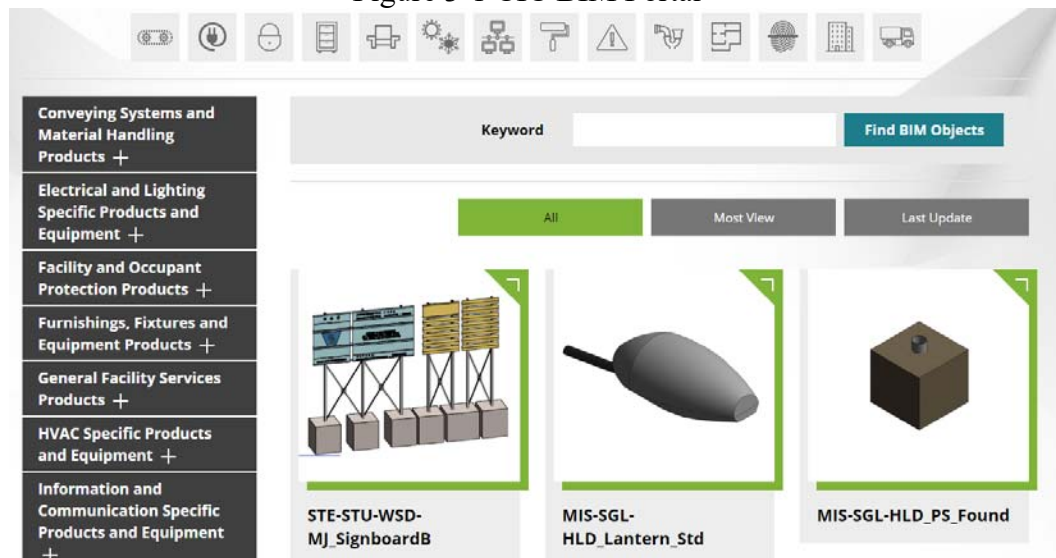 Conveying Systems and
Material Handling
Products +
Electrical and Lighting
Specific Products and
Equipment +
Facility and Occupant
Protection Products +
Furnishings, Fixtures and
Equipment Products +
General Facility Services
Products +
HVAC Specific Products
and Equipment +
Information and
Communication Specific
Products and Equipment
+
Keyword
Find BIM Objects
All
Most View
Last Update
STE-STU-WSD-
MJ_SignboardB
MIS-SGL-
HLD_Lantern_Std
MIS-SGL-HLD_PS_Found